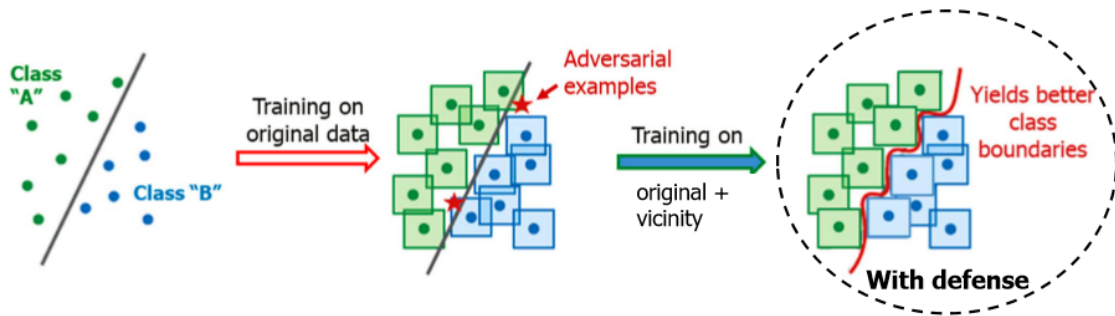 Class
“A”
Class “B”
Training on
original data
Adversarial
examples
Training on
original +
vicinity
Yields better
class
boundaries
With defense